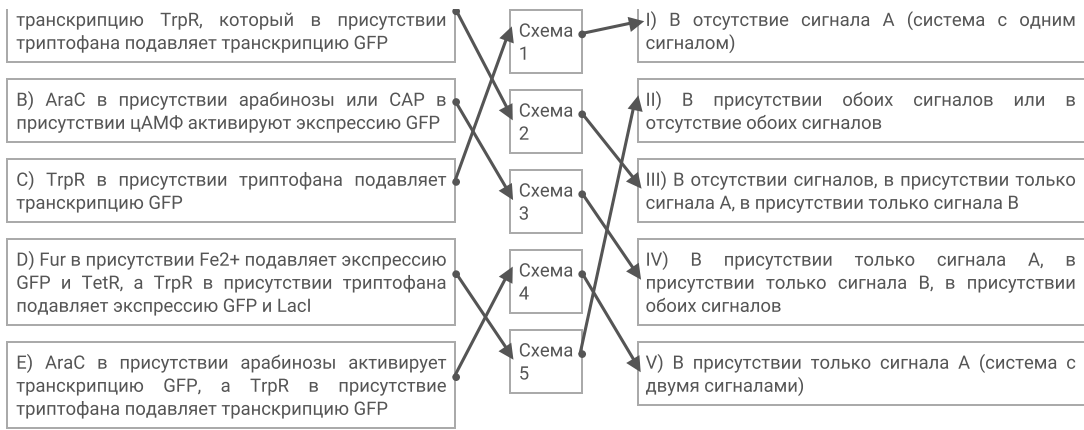 транскрипцию TrpR, который в присутствии
триптофана подавляет транскрипцию GFP
B) AraC в присутствии арабинозы или CAP в
присутствии цАМФ активируют экспрессию GFP
C) TrpR в присутствии триптофана подавляет
транскрипцию GFP
D) Fur в присутствии Fe2+ подавляет экспрессию
GFP и TetR, а TrpR в присутствии триптофана
подавляет экспрессию GFP и LacI
E) AraC в присутствии арабинозы активирует
транскрипцию GFP, а TrpR в присутствие
триптофана подавляет транскрипцию GFP
Схема
1
Схема
2
Схема
3
Схема
4
Схема
5
I) В отсутствие сигнала A (система с одним
сигналом)
II) В присутствии обоих сигналов или в
отсутствие обоих сигналов
III) В отсутствии сигналов, в присутствии только
сигнала A, в присутствии только сигнала B
IV) В присутствии только сигнала A, в
присутствии только сигнала B, в присутствии
обоих сигналов
V) В присутствии только сигнала A (система с
двумя сигналами)